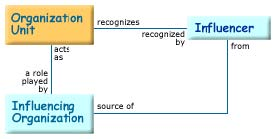 Organization
Unit
recognizes
Influencer
recognized
by
from
acts
as
a role
played
by
Influencing
Organization
source of